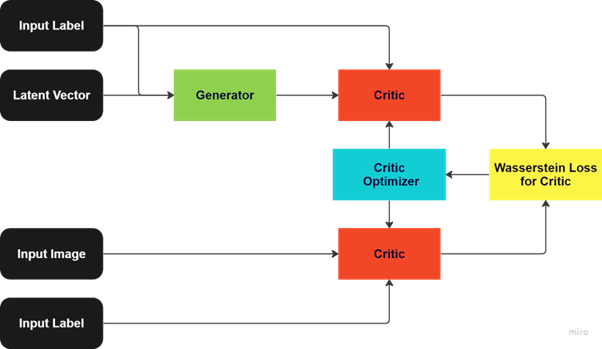 Input Label
Latent Vector
Generator
Critic
Critic
Optimizer
Wasserstein Loss
for Critic
Input Image
Critic
Input Label
miro